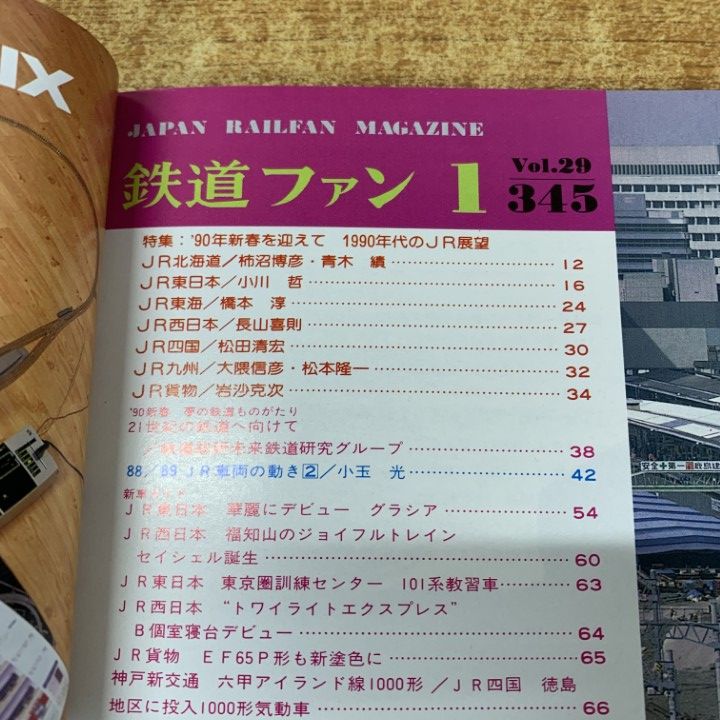 IX
JAPAN RAILFAN MAGAZINE
鉄道ファン 1 Vol.29 345
特集:'90年新春を迎えて 1990年代のJR展望
JR北海道/柿沼博彦・青木 績 12
JR東日本/小川 哲 16
JR東海/橋本 淳 24
JR西日本/長山喜則 27
JR四国/松田清宏 30
JR九州/大隈信彦・松本隆一 32
JR貨物/岩沙克次 34
'90新春 夢の鉄道ものがたり
21世紀の鉄道へ向けて
未来鉄道研究グループ 38
88/89 JR車両の動き2/小玉 光 42
新車ガイド
JR東日本 華麗にデビュー グラシア 54
JR西日本 福知山のジョイフルトレイン
セイシェル誕生 60
JR東日本 東京圏訓練センター 101系教習車 63
JR西日本 "トワイライトエクスプレス"
B個室寝台デビュー 64
JR貨物 EF65P形も新塗色に 65
神戸新交通 六甲アイランド線1000形/JR四国 徳島
地区に投入1000形気動車 66
安全+第一